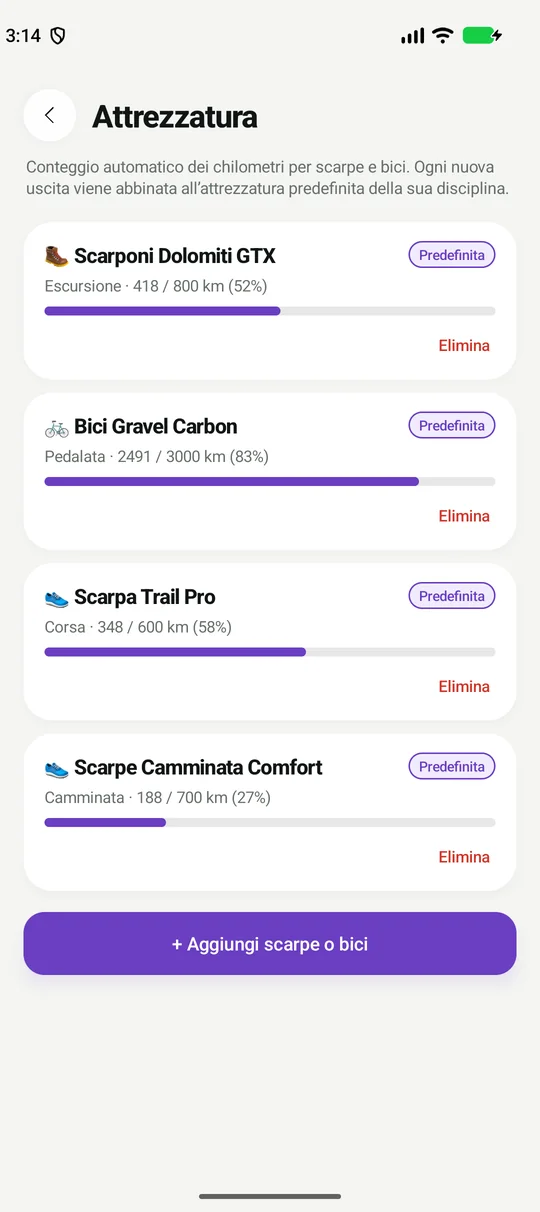 3:14
Attrezzatura
Conteggio automatico dei chilometri per scarpe e bici. Ogni nuova
uscita viene abbinata all’attrezzatura predefinita della sua disciplina.
Scarponi Dolomiti GTX
Predefinita
Escursione · 418 / 800 km (52%)
Elimina
Bici Gravel Carbon
Predefinita
Pedalata · 2491 / 3000 km (83%)
Elimina
Scarpa Trail Pro
Predefinita
Corsa · 348 / 600 km (58%)
Elimina
Scarpe Camminata Comfort
Predefinita
Camminata · 188 / 700 km (27%)
Elimina
+ Aggiungi scarpe o bici